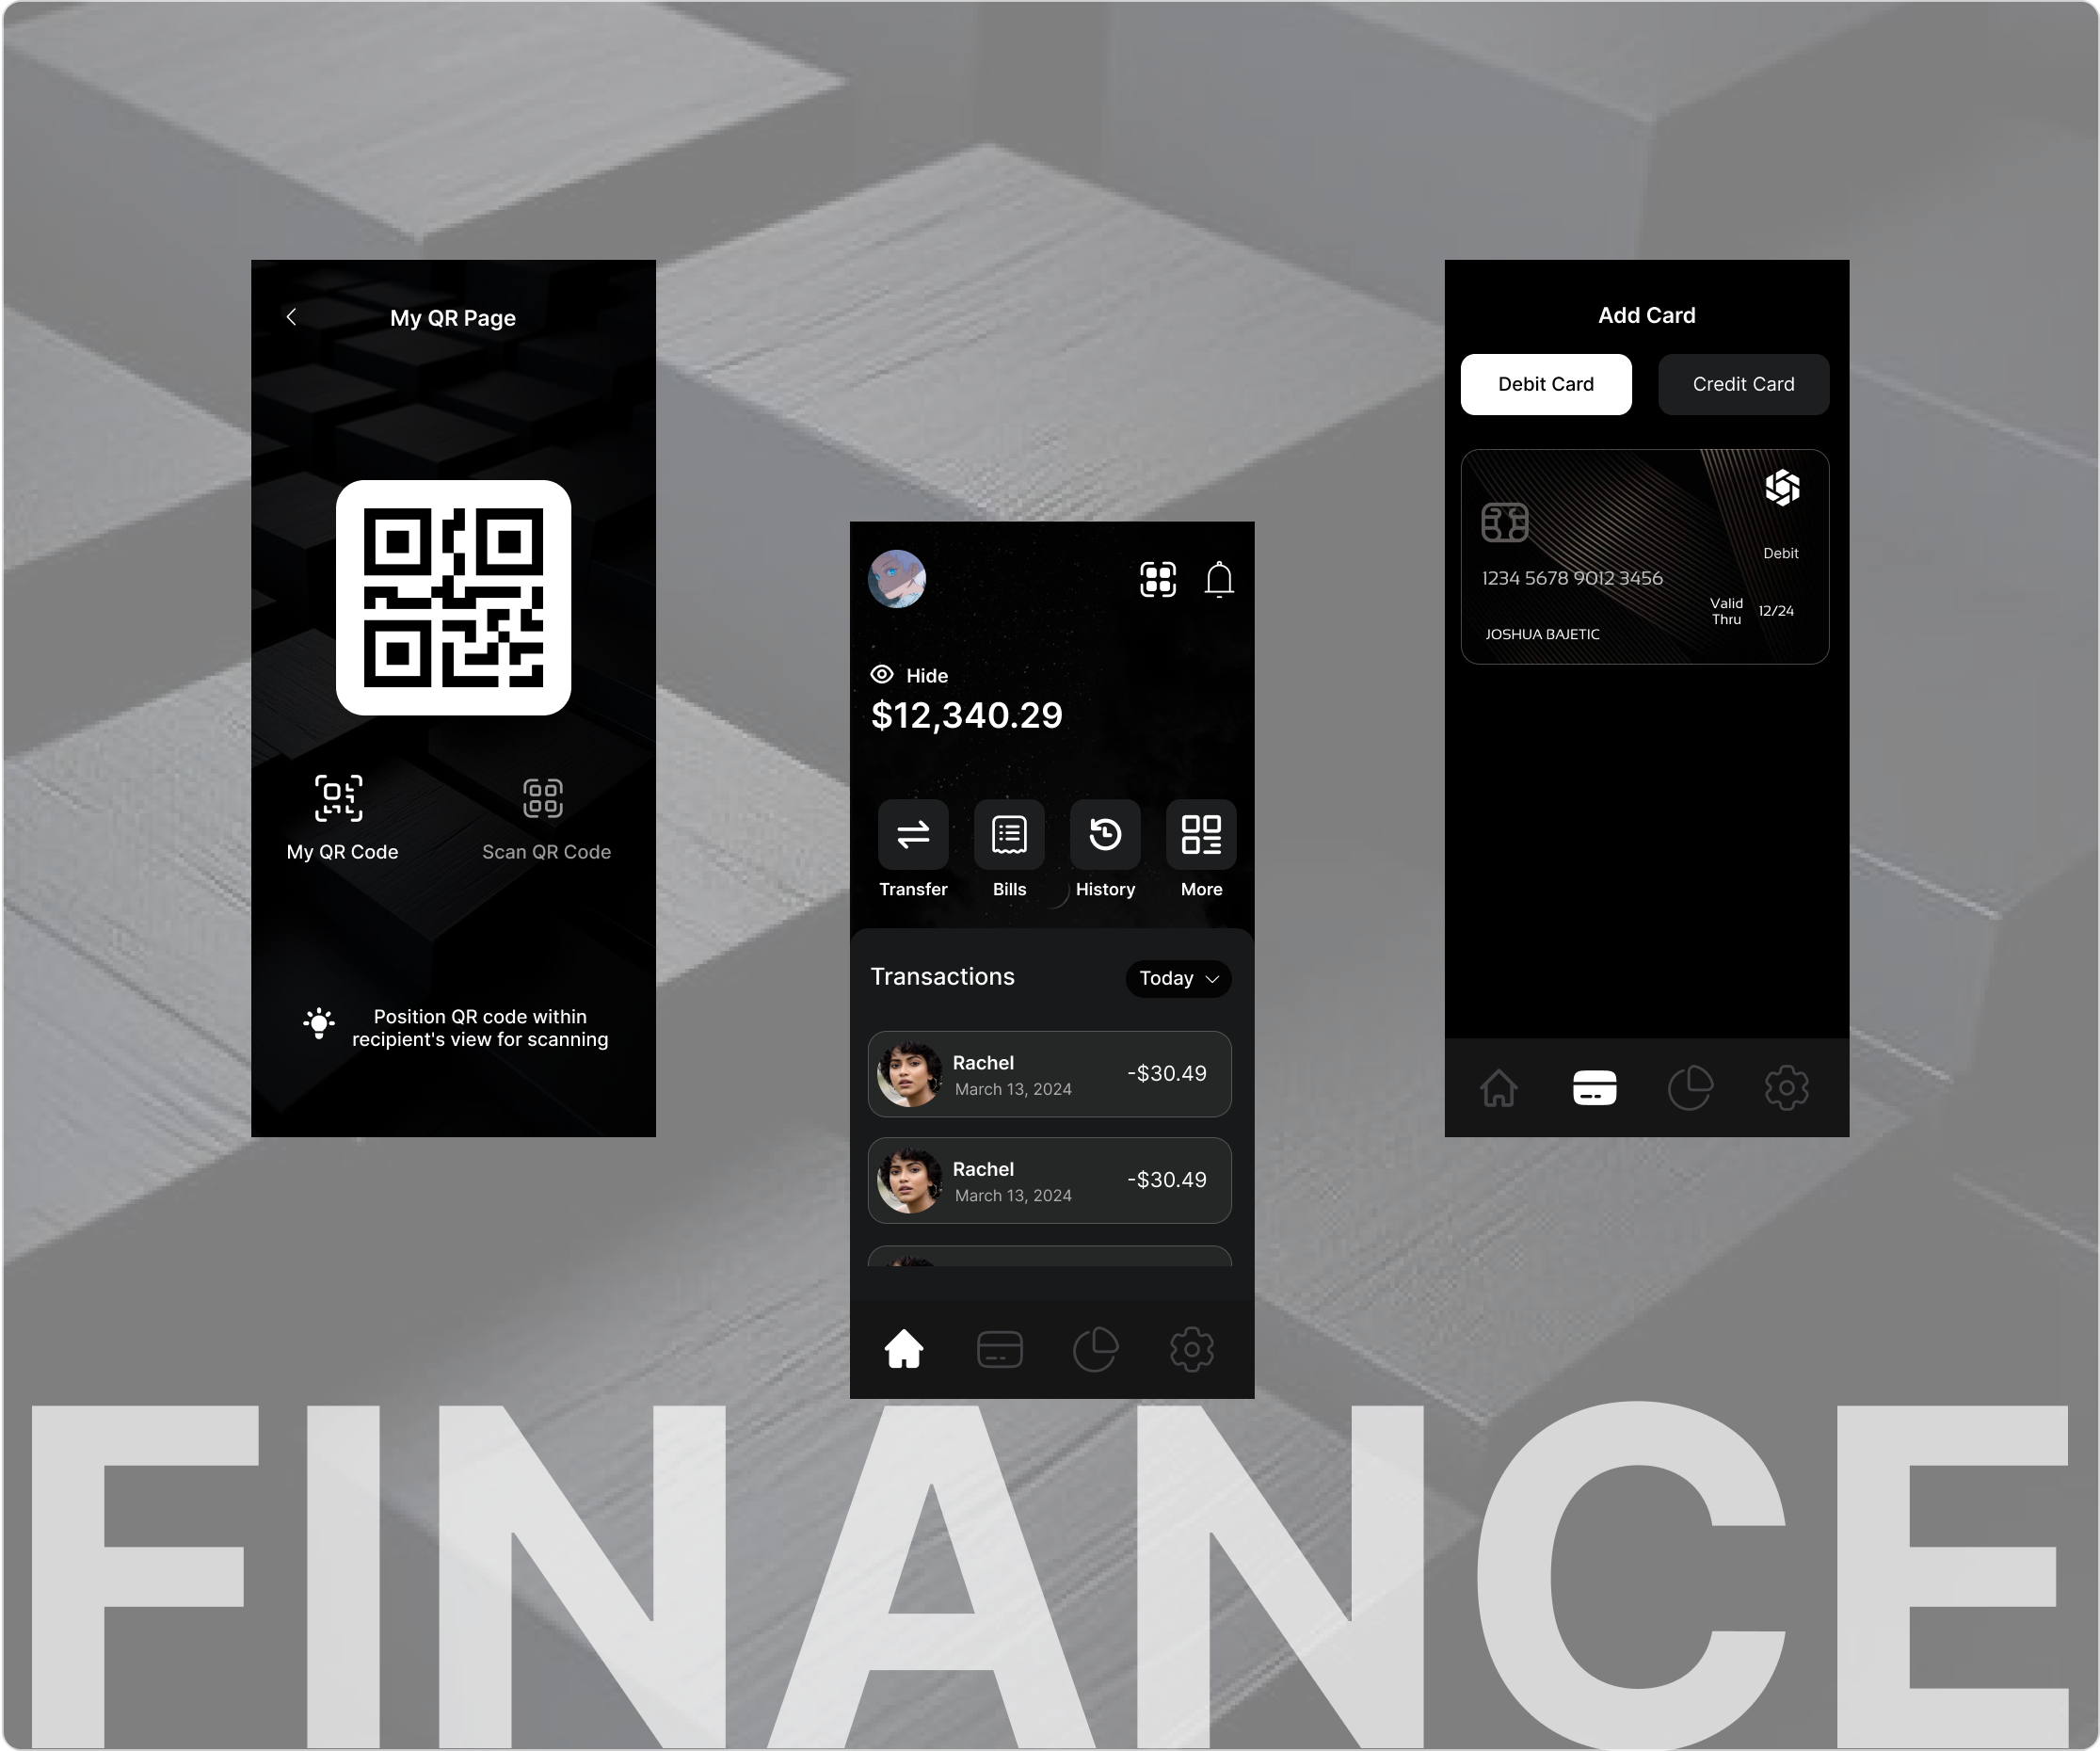 My QR Page
My QR Code
Scan QR Code
Position QR code within
recipient's view for scanning
Hide
$12,340.29
Transfer
Bills
History
More
Transactions
Today
Rachel
March 13, 2024
-$30.49
Rachel
March 13, 2024
-$30.49
Add Card
Debit Card
Credit Card
Debit
1234 5678 9012 3456
Valid
Thru
12/24
JOSHUA BAJETIC
FINANCE